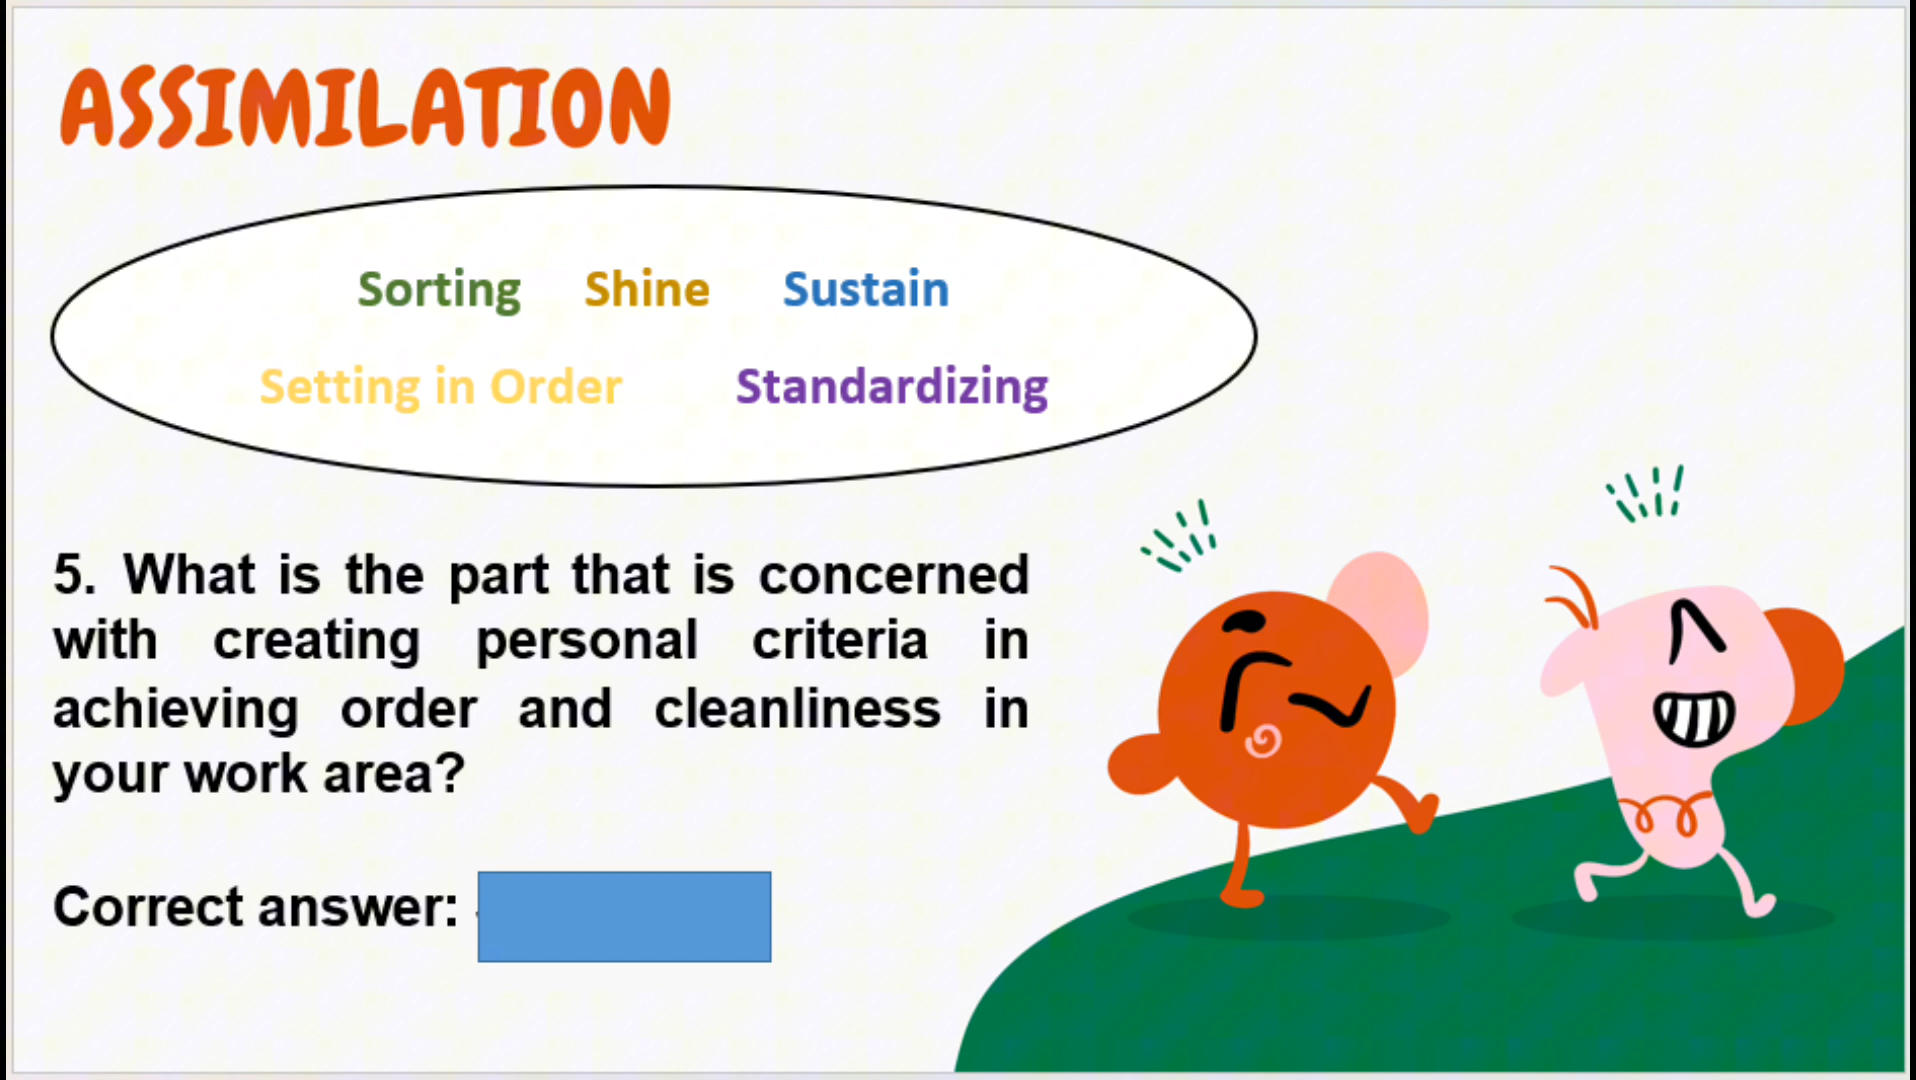 ASSIMILATION
Sorting Shine Sustain
Setting in Order Standardizing
5. What is the part that is concerned
with creating personal criteria in
achieving order and cleanliness in
your work area?
Correct answer: